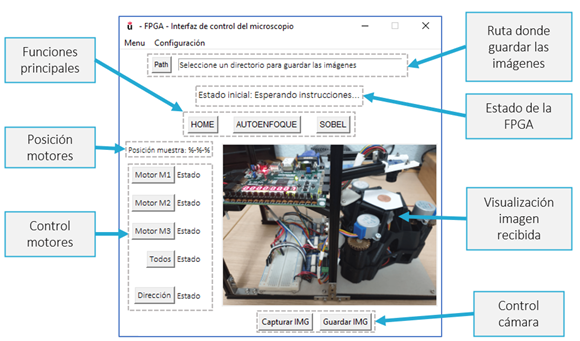 ü - FPGA - Interfaz de control del microscopio
Menu Configuración
Path Seleccione un directorio para guardar las imágenes
Estado inicial: Esperando instrucciones...
HOME AUTOENFOQUE SOBEL
Posición muestra: %-%-%
Motor M1 Estado
Motor M2 Estado
Motor M3 Estado
Todos Estado
Dirección Estado
Capturar IMG Guardar IMG
Funciones
principales
Posición
motores
Control
motores
Ruta donde
guardar las
imágenes
Estado de la
FPGA
Visualización
imagen
recibida
Control
cámara